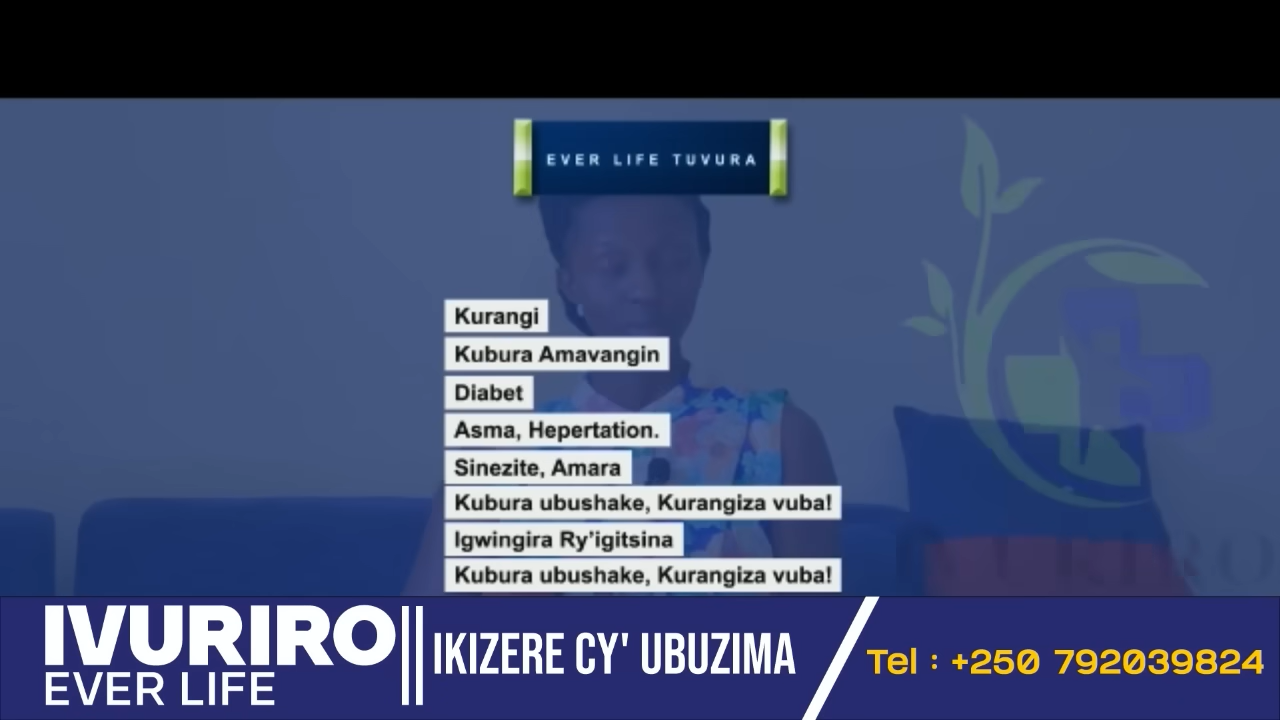 EVER LIFE TUVURA
Kurangi
Kubura Amavangin
Diabet
Asma, Hepertation.
Sinezite, Amara
Kubura ubushake, Kurangiza vuba!
Igwingira Ry'igitsina
Kubura ubushake, Kurangiza vuba!
IVURIRO
EVER LIFE
IKIZERE CY' UBUZIMA
Tel : +250 792039824